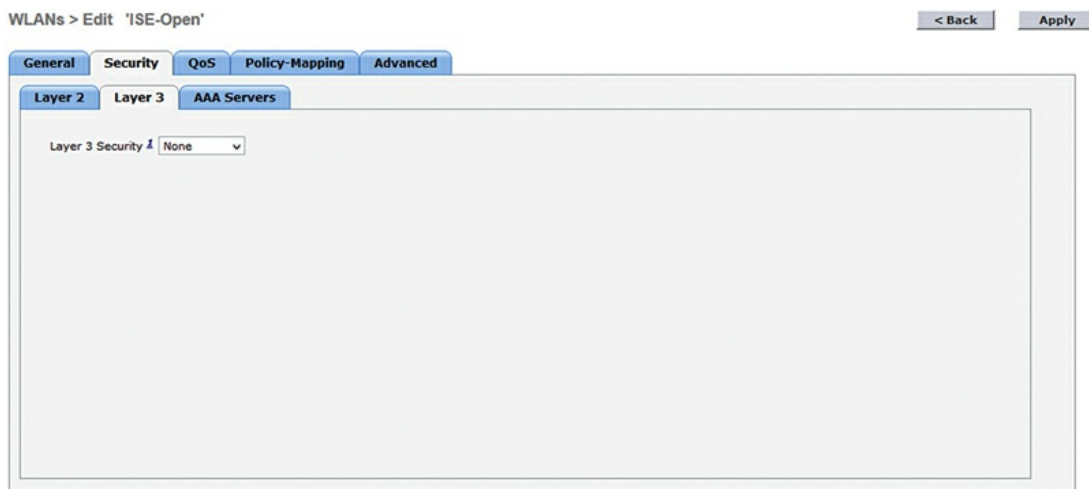 WLANs > Edit 'ISE-Open'
< Back
Apply
General
Security
QoS
Policy-Mapping
Advanced
Layer 2
Layer 3
AAA Servers
Layer 3 Security 1 None